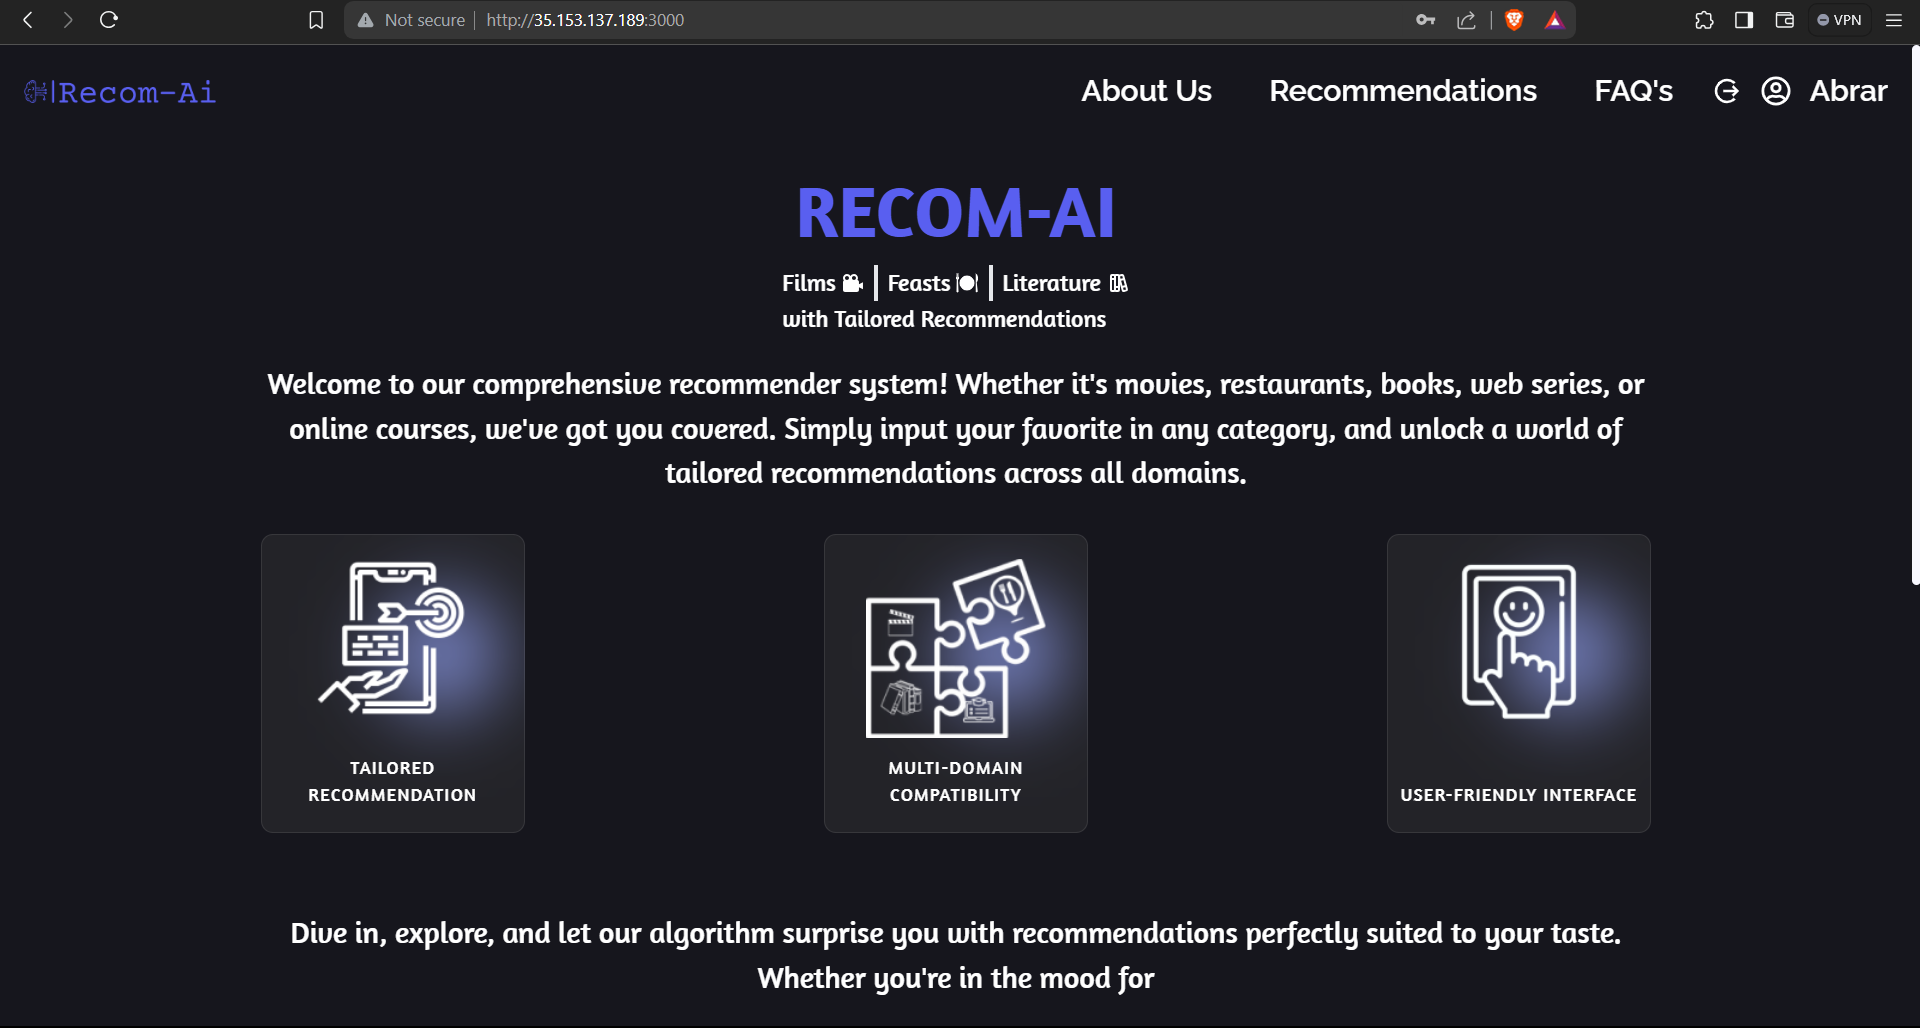 Not secure
http://35.153.137.189:3000
VPN
Recom-Ai
About Us
Recommendations
FAQ's
Abrar
RECOM-AI
Films
Feasts
Literature
with Tailored Recommendations
Welcome to our comprehensive recommender system! Whether it's movies, restaurants, books, web series, or
online courses, we've got you covered. Simply input your favorite in any category, and unlock a world of
tailored recommendations across all domains.
TAILORED
RECOMMENDATION
MULTI-DOMAIN
COMPATIBILITY
USER-FRIENDLY INTERFACE
Dive in, explore, and let our algorithm surprise you with recommendations perfectly suited to your taste.
Whether you're in the mood for